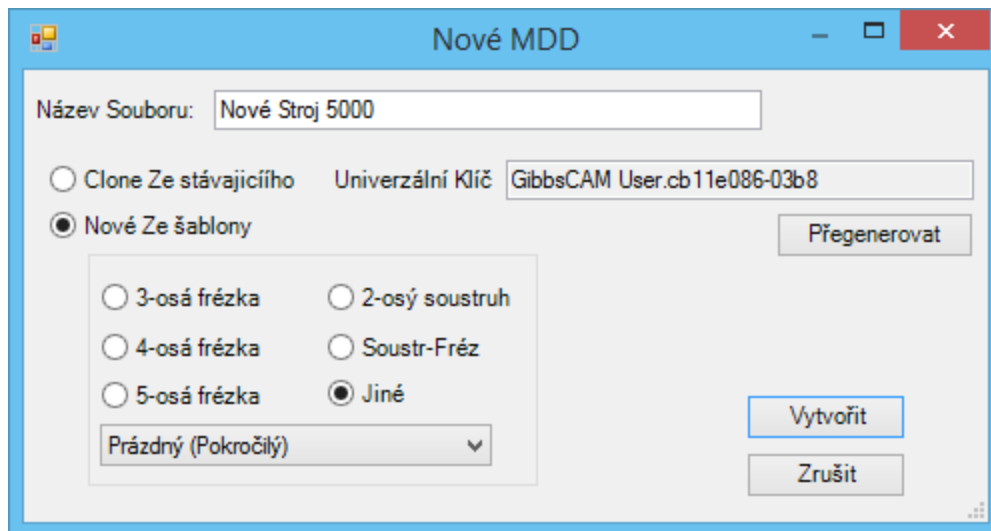 Nové MDD
Název Souboru: Nové Stroj 5000
Clone Ze stávajicíího Univerzální Klíč GibbsCAM User.cb11e086-03b8
Nové Ze šablony
Přegenerovat
3-osá frézka 2-osý soustruh
4-osá frézka Soustr-Fréz
5-osá frézka Jiné
Prázdný (Pokročilý)
Vytvořit
Zrušit